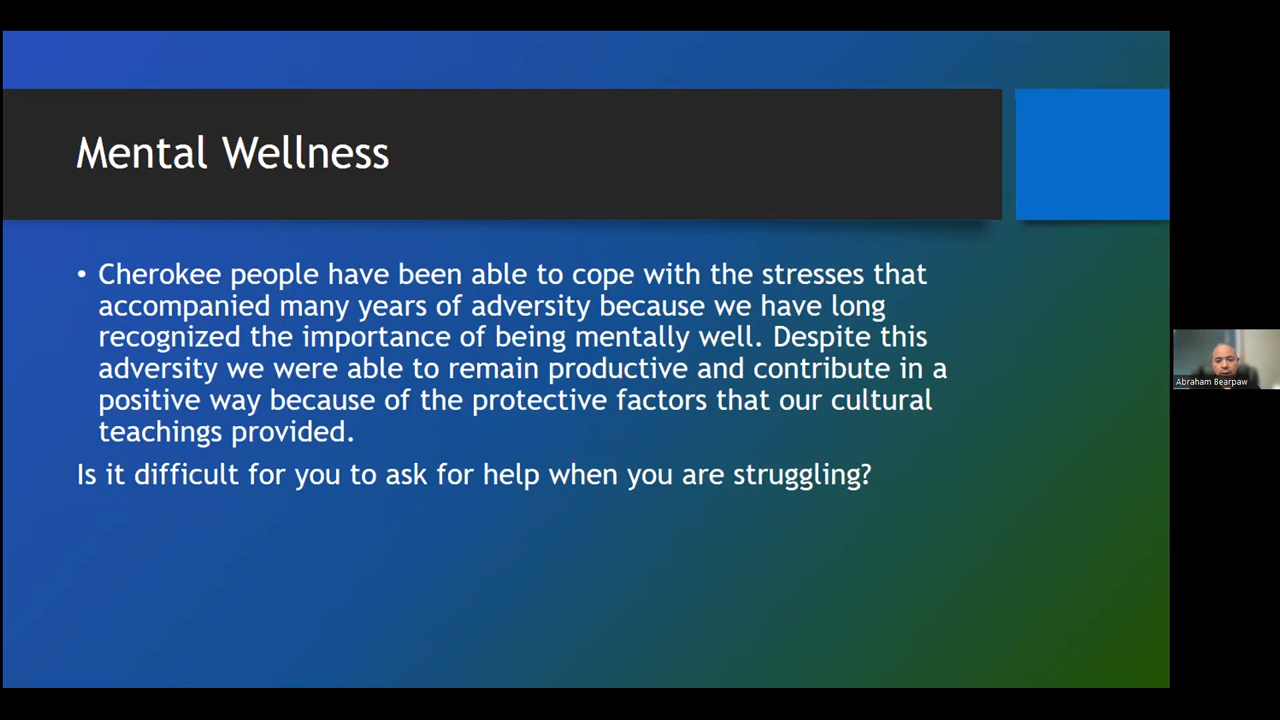 Mental Wellness
• Cherokee people have been able to cope with the stresses that
accompanied many years of adversity because we have long
recognized the importance of being mentally well. Despite this
adversity we were able to remain productive and contribute in a
positive way because of the protective factors that our cultural
teachings provided.
Is it difficult for you to ask for help when you are struggling?
Abraham Bearpaw